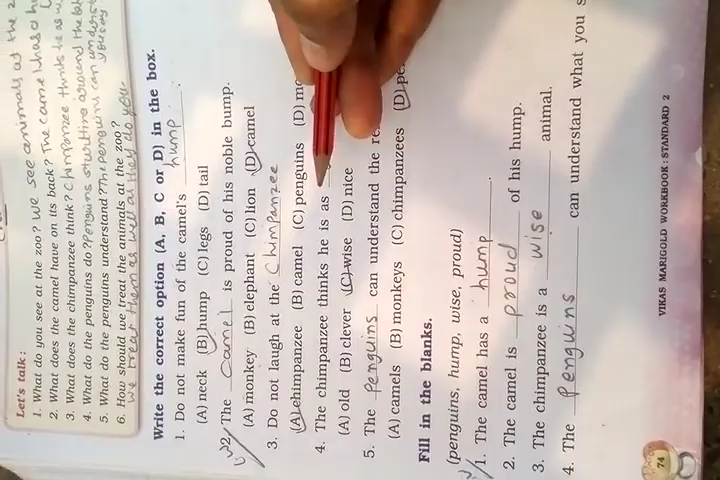 Let's talk:
1. What do you see at the zoo? We see animals at the z
2. What does the camel have on its back? The camel has a h
3. What does the chimpanzee think? Chimpanzee think is as
4. What do the penguins do? Penguins sturting around the
5. What do the penguins understand? The penguins can underst
you say
6. How should we treat the animals at the zoo?
we treat them as well as they do you
Write the correct option (A, B, C or D) in the box.
1. Do not make fun of the camel's hump.
(A) neck (B) hump (C) legs (D) tail
2. The camel is proud of his noble bump.
(A) monkey (B) elephant (C) lion (D) camel
3. Do not laugh at the Chimpanzee
(A) chimpanzee (B) camel (C) penguins (D) mo
4. The chimpanzee thinks he is as
(A) old (B) clever (C) wise (D) nice
5. The Penguins can understand the
(A) camels (B) monkeys (C) chimpanzees (D) pe
Fill in the blanks.
(penguins, hump, wise, proud)
1. The camel has a hump.
2. The camel is proud of his hump.
3. The chimpanzee is a wise animal.
4. The Penguins can understand what you s
74
VIKAS MARIGOLD WORKBOOK : STANDARD 2